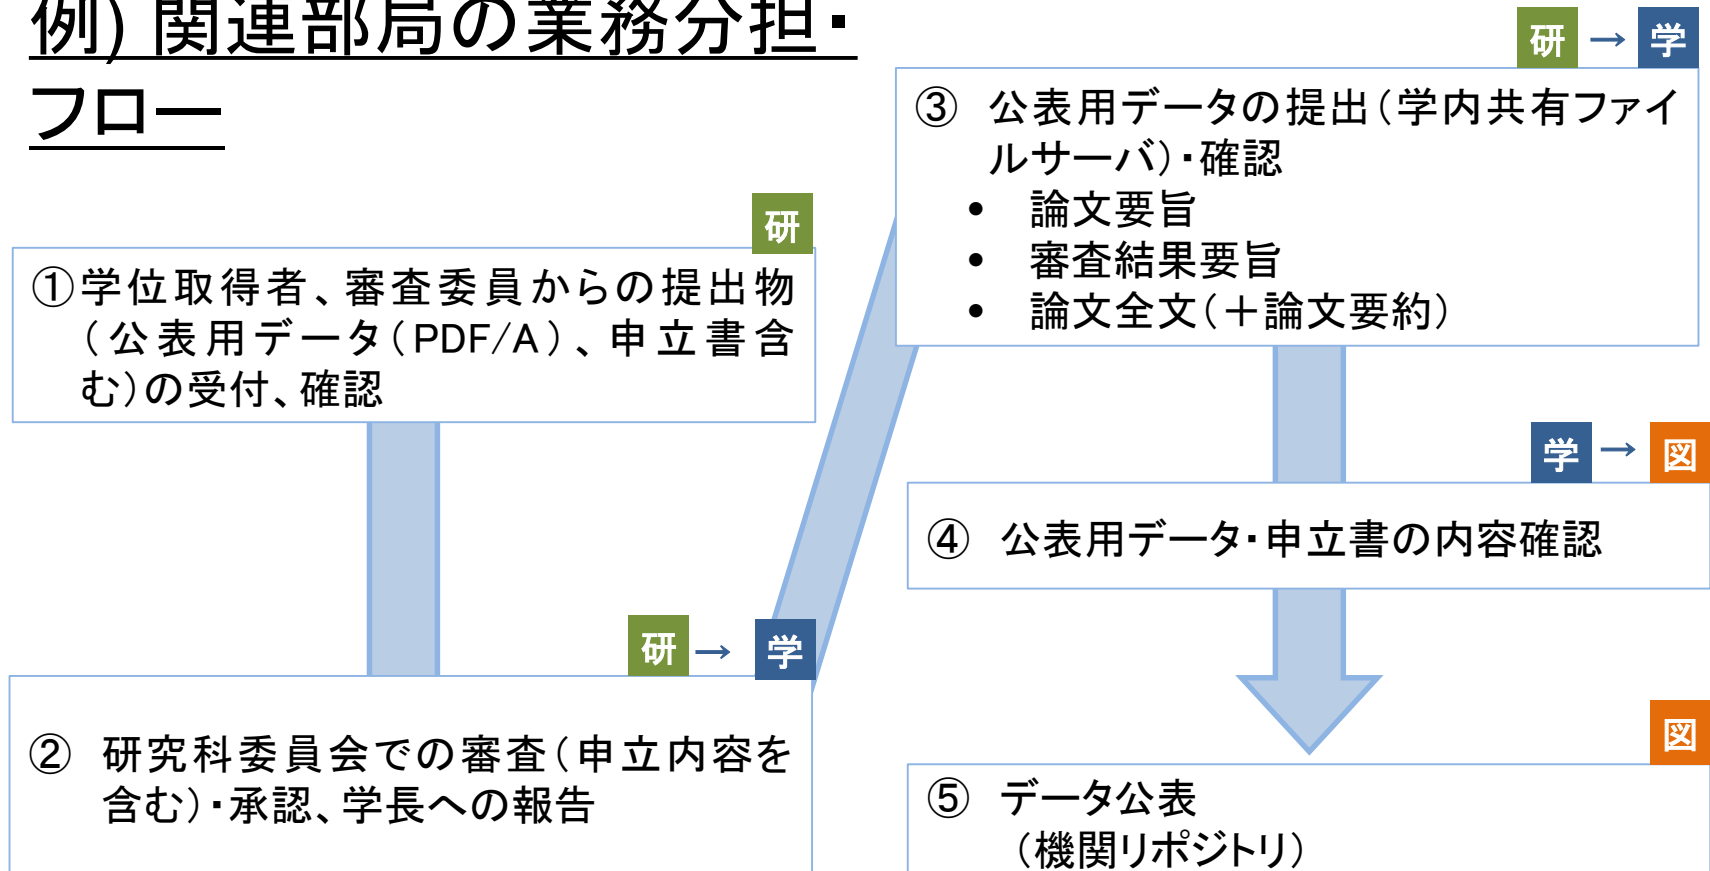 例) 関連部局の業務分担・
フロー
研
①学位取得者、審査委員からの提出物
（公表用データ（PDF/A）、申立書含
む）の受付、確認
研 → 学
② 研究科委員会での審査（申立内容を
含む）・承認、学長への報告
研 → 学
③ 公表用データの提出（学内共有ファイ
ルサーバ）・確認
• 論文要旨
• 審査結果要旨
• 論文全文（＋論文要約）
学 → 図
④ 公表用データ・申立書の内容確認
図
⑤ データ公表
（機関リポジトリ）